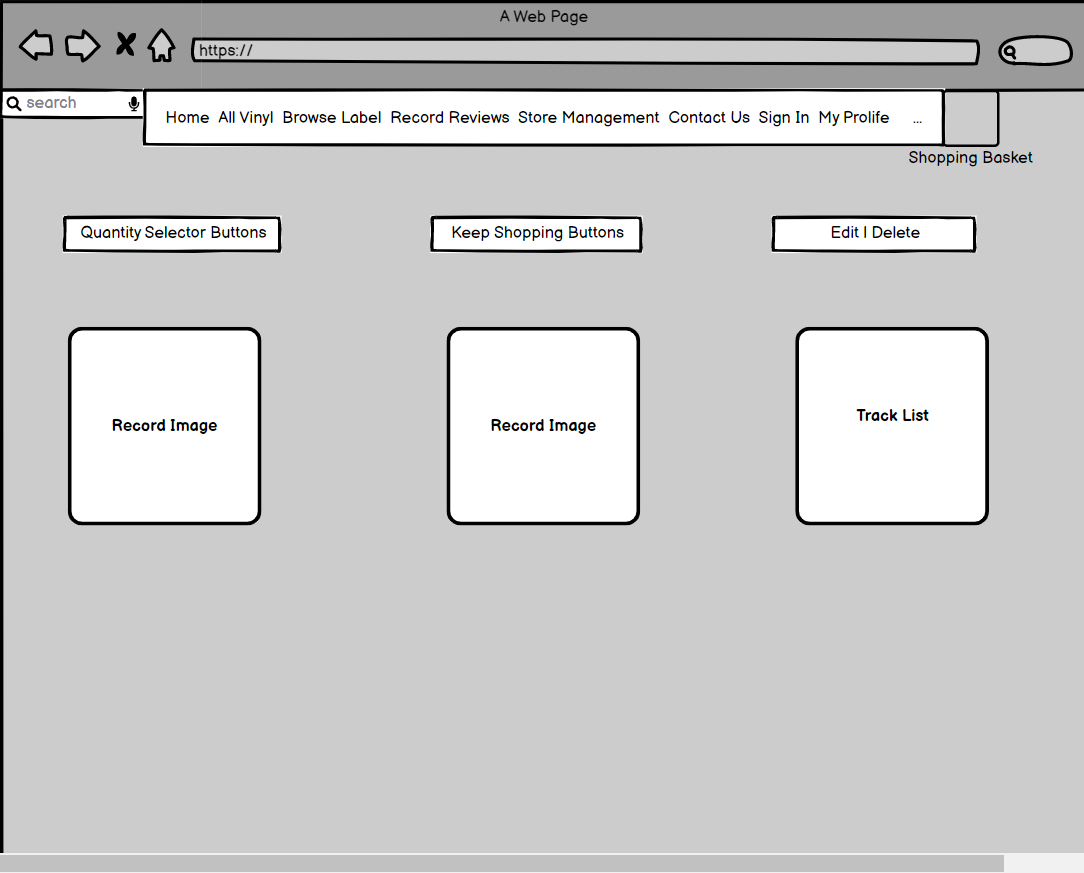 A Web Page
https://
search
Home All Vinyl Browse Label Record Reviews Store Management Contact Us Sign In My Prolife ...
Shopping Basket
Quantity Selector Buttons
Keep Shopping Buttons
Edit | Delete
Record Image
Record Image
Track List